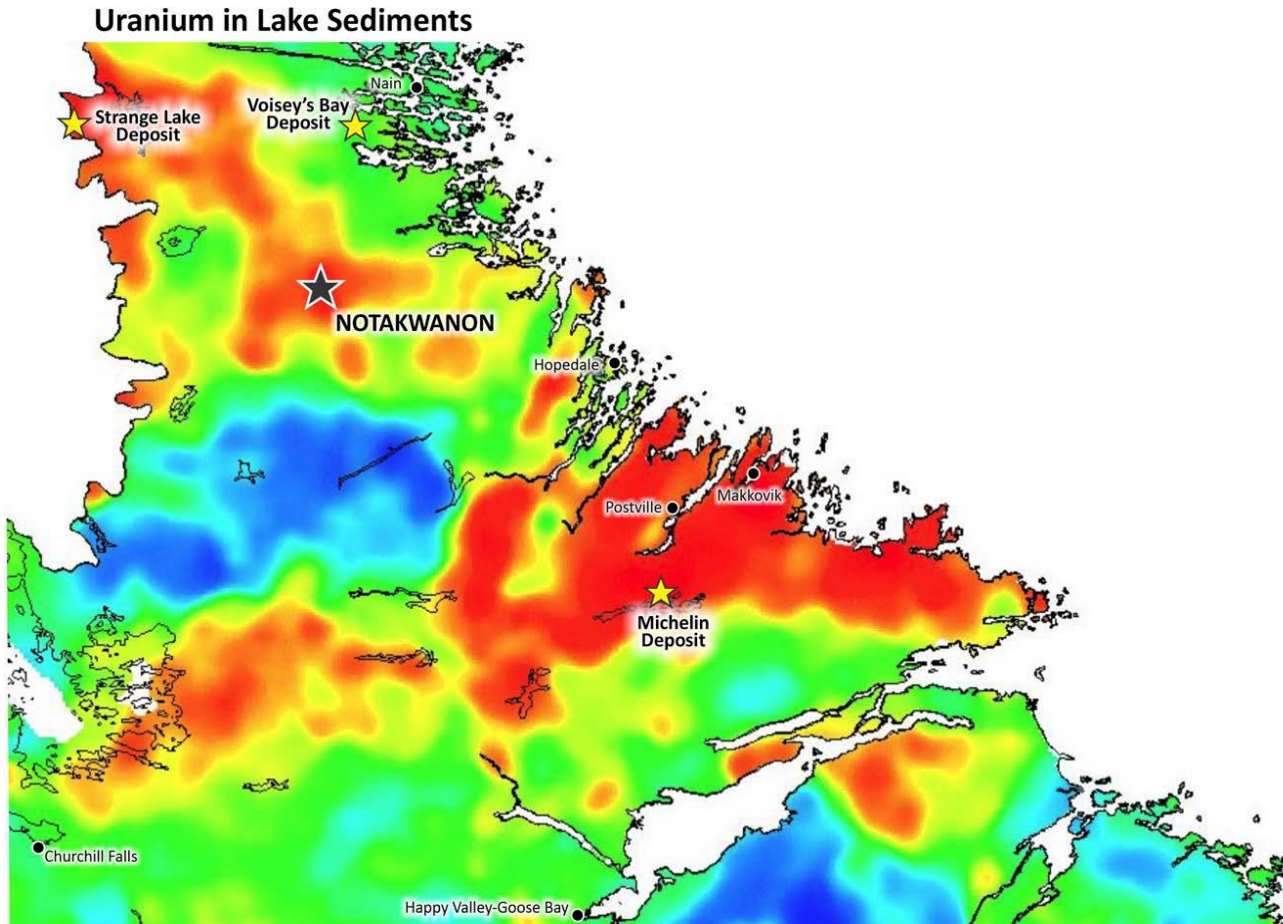 Uranium in Lake Sediments
Nain
Strange Lake
Deposit
Voisey's Bay
Deposit
NOTAKWANON
Hopedale
Makkovik
Postville
Michelin
Deposit
Churchill Falls
Happy Valley-Goose Bay